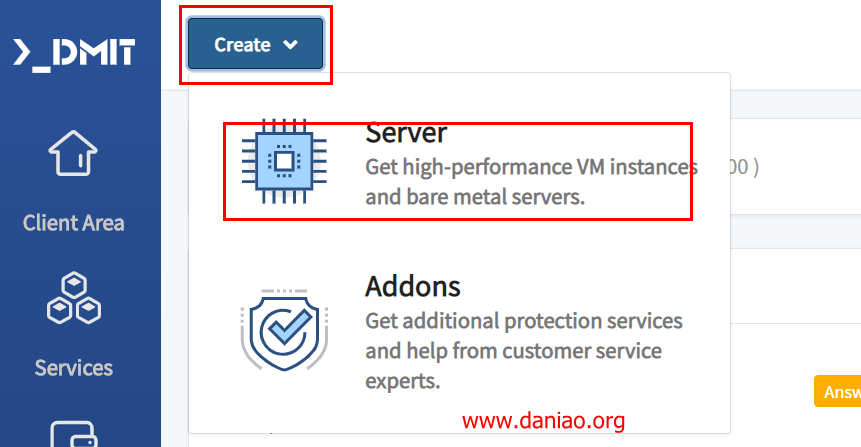 >_DMIT
Create
Server
Get high-performance VM instances
and bare metal servers.
00 )
Client Area
Addons
Get additional protection services
and help from customer service
experts.
Services
www.daniao.org